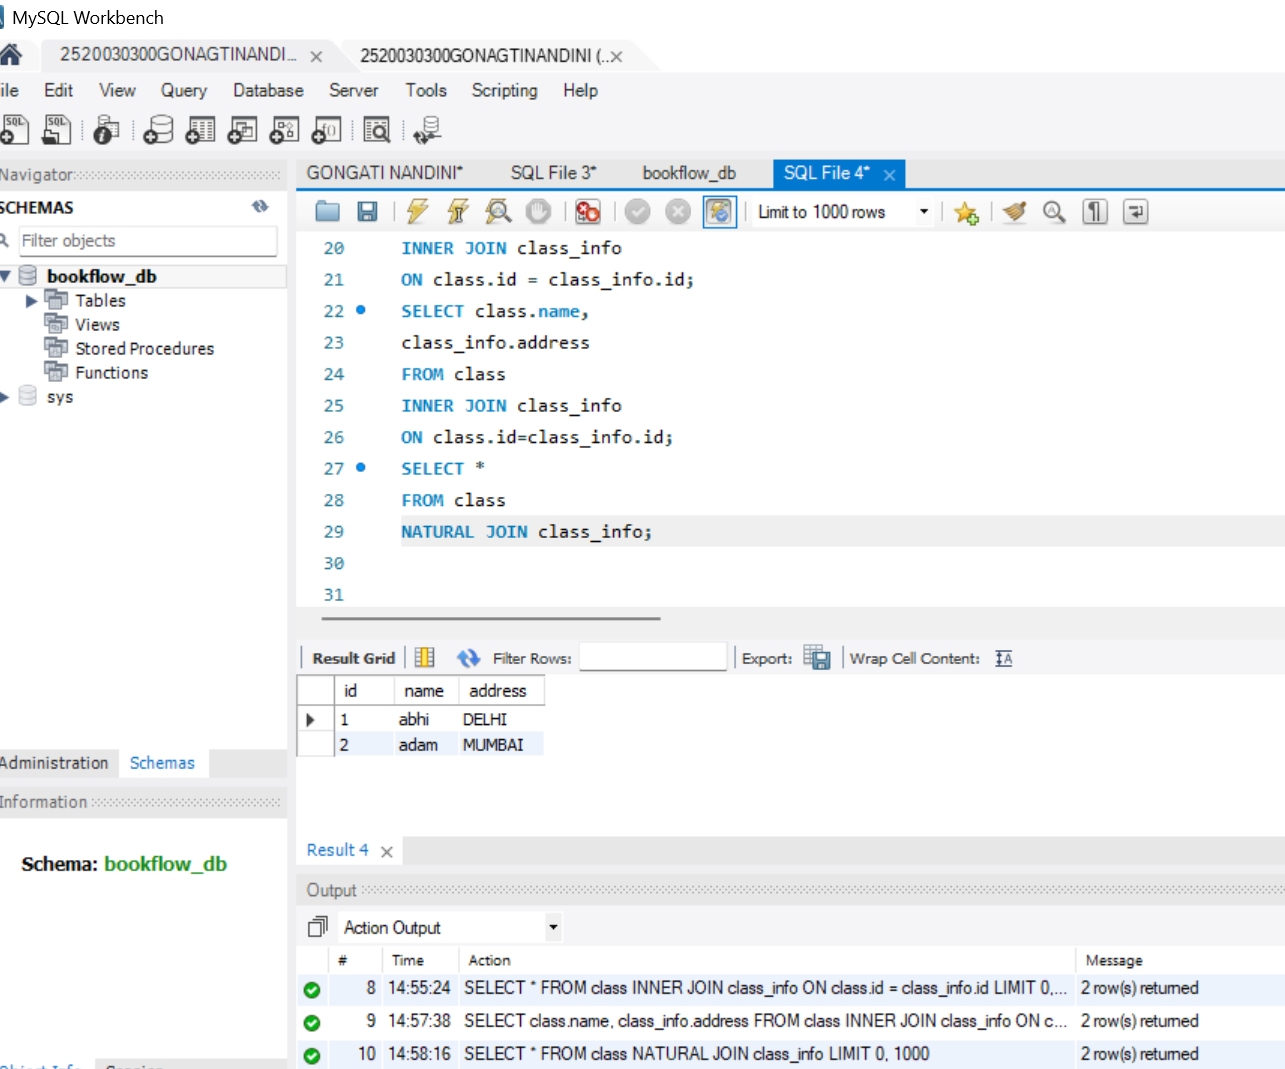 MySQL Workbench
2520030300GONAGTINANDI...
2520030300GONAGTINANDINI (..
ile Edit View Query Database Server Tools Scripting Help
Navigator
SCHEMAS
Filter objects
bookflow_db
Tables
Views
Stored Procedures
Functions
sys
Administration Schemas
Information
Schema: bookflow_db
GONGATI NANDINI* SQL File 3* bookflow_db SQL File 4*
Limit to 1000 rows
20 INNER JOIN class_info
21 ON class.id = class_info.id;
22 SELECT class.name,
23 class_info.address
24 FROM class
25 INNER JOIN class_info
26 ON class.id=class_info.id;
27 SELECT *
28 FROM class
29 NATURAL JOIN class_info;
30
31
Result Grid Filter Rows: Export: Wrap Cell Content:
id name address
1 abhi DELHI
2 adam MUMBAI
Result 4
Output
Action Output
# Time Action Message
8 14:55:24 SELECT * FROM class INNER JOIN class_info ON class.id = class_info.id LIMIT 0,... 2 row(s) returned
9 14:57:38 SELECT class.name, class_info.address FROM class INNER JOIN class_info ON c... 2 row(s) returned
10 14:58:16 SELECT * FROM class NATURAL JOIN class_info LIMIT 0, 1000 2 row(s) returned